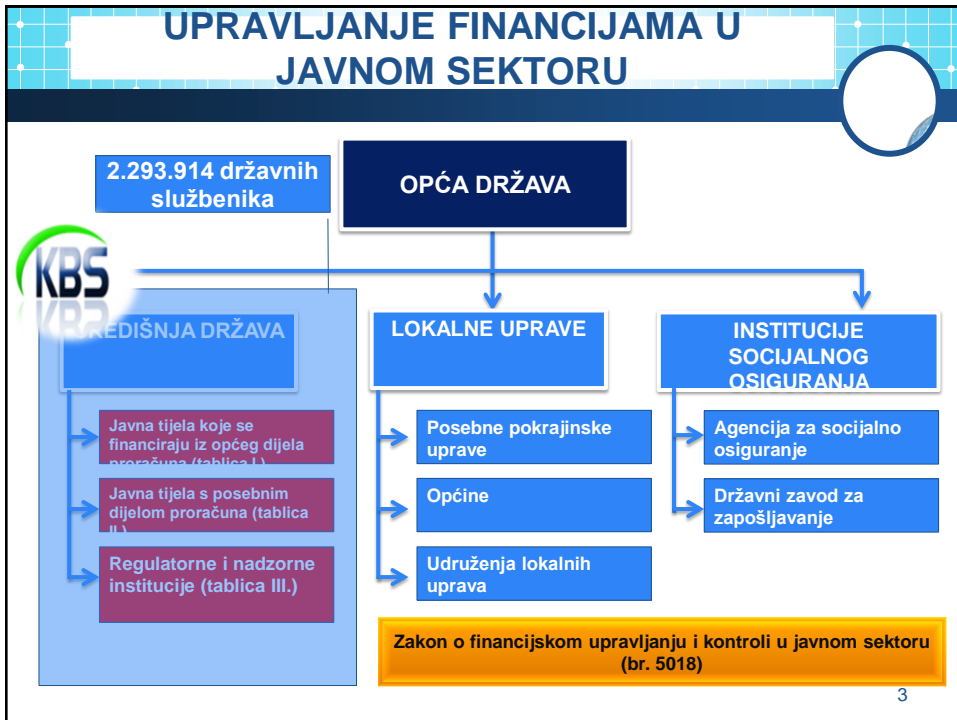 UPRAVLJANJE FINANCIJAMA U
JAVNOM SEKTORU
2.293.914 državnih
službenika
OPĆA DRŽAVA
KBS
SREDIŠNJA DRŽAVA
LOKALNE UPRAVE
INSTITUCIJE
SOCIJALNOG
OSIGURANJA
Javna tijela koje se
financiraju iz općeg dijela
proračuna (tablica I.)
Javna tijela s posebnim
dijelom proračuna (tablica
II.)
Regulatorne i nadzorne
institucije (tablica III.)
Posebne pokrajinske
uprave
Općine
Udruženja lokalnih
uprava
Agencija za socijalno
osiguranje
Državni zavod za
zapošljavanje
Zakon o financijskom upravljanju i kontroli u javnom sektoru
(br. 5018)
3